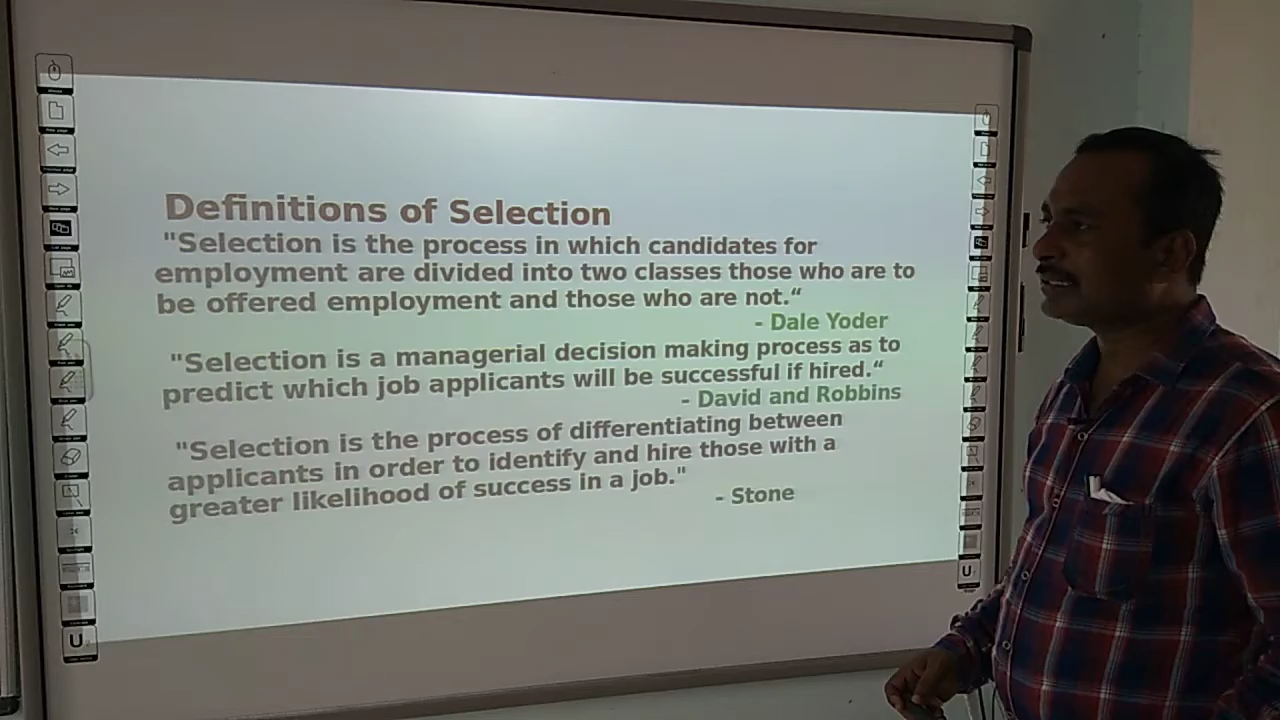 Definitions of Selection
"Selection is the process in which candidates for
employment are divided into two classes those who are to
be offered employment and those who are not.“
- Dale Yoder
"Selection is a managerial decision making process as to
predict which job applicants will be successful if hired.“
- David and Robbins
"Selection is the process of differentiating between
applicants in order to identify and hire those with a
greater likelihood of success in a job."
- Stone